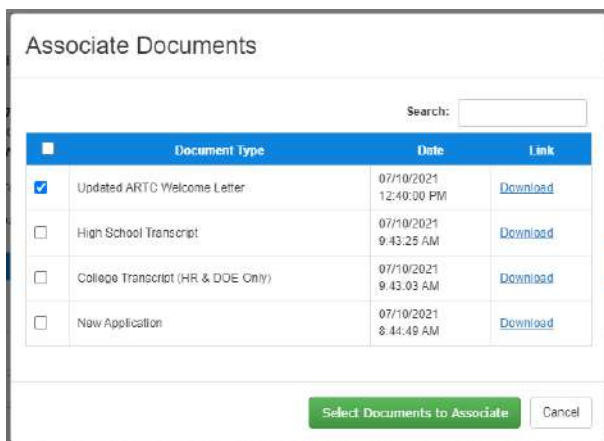 Associate Documents
Search:
Document Type Date Link
Updated ARTC Welcome Letter 07/10/2021 12:40:00 PM Download
High School Transcript 07/10/2021 9:43:25 AM Download
College Transcript (HR & DOE Only) 07/10/2021 9:43:03 AM Download
New Application 07/10/2021 8:44:49 AM Download
Select Documents to Associate Cancel